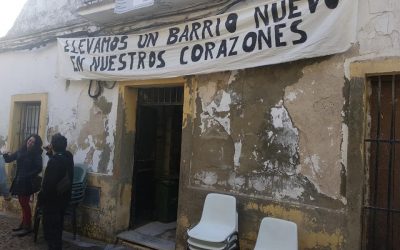 LLEVAMOS UN BARRIO NUEVO
EN NUESTROS CORAZONES